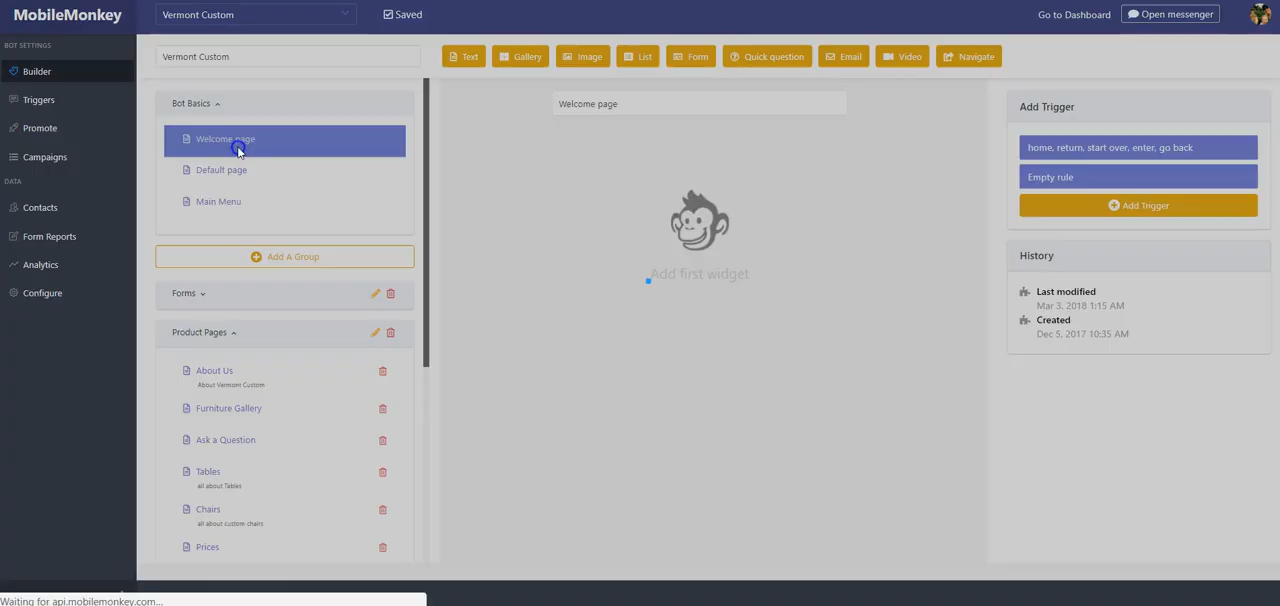 MobileMonkey
Vermont Custom
Saved
Go to Dashboard
Open messenger
BOT SETTINGS
Builder
Triggers
Promote
Campaigns
DATA
Contacts
Form Reports
Analytics
Configure
Vermont Custom
Text
Gallery
Image
List
Form
Quick question
Email
Video
Navigate
Bot Basics
Welcome page
Default page
Main Menu
Add A Group
Forms
Product Pages
About Us
About Vermont Custom
Furniture Gallery
Ask a Question
Tables
all about Tables
Chairs
all about custom chairs
Prices
Welcome page
Add first widget
Add Trigger
home, return, start over, enter, go back
Empty rule
Add Trigger
History
Last modified
Mar 3, 2018 1:15 AM
Created
Dec 5, 2017 10:35 AM
Waiting for api.mobilemonkey.com...